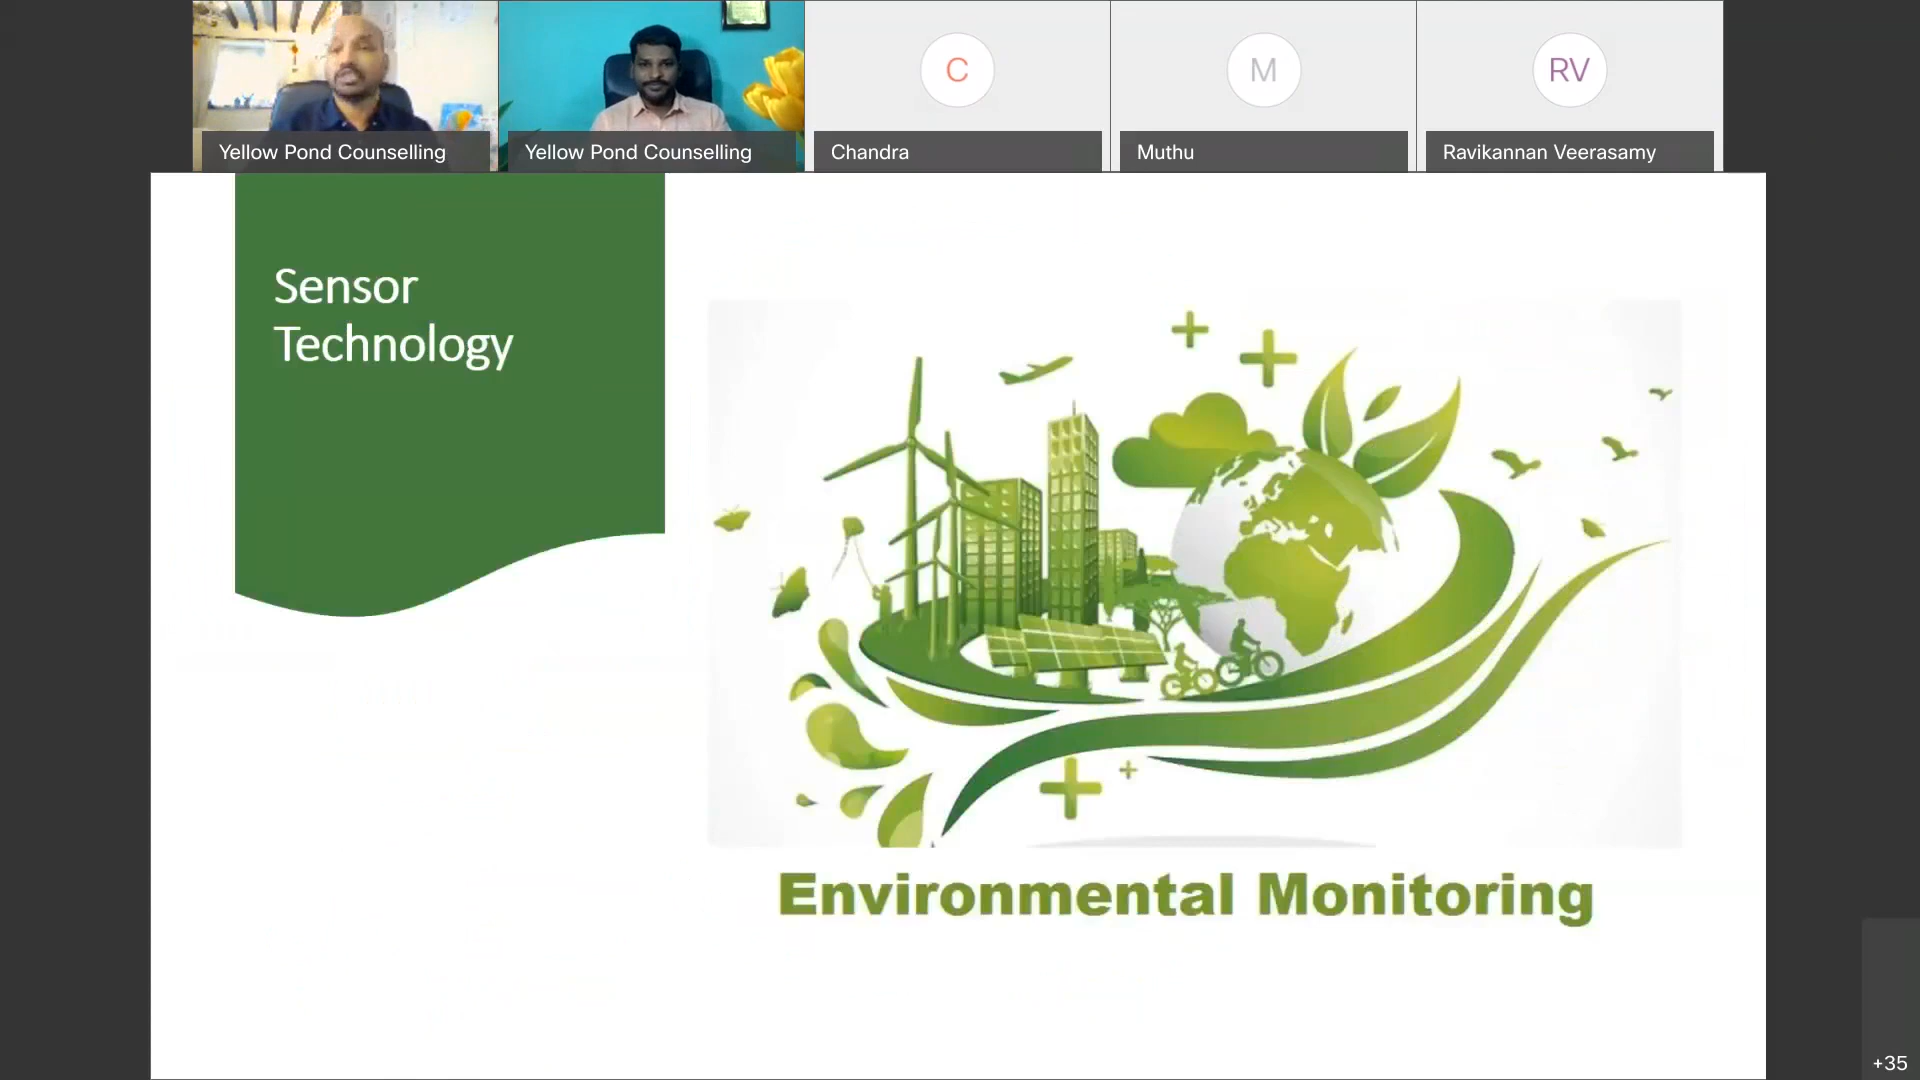 Yellow Pond Counselling
Yellow Pond Counselling
C
Chandra
M
Muthu
RV
Ravikannan Veerasamy
Sensor
Technology
Environmental Monitoring
+35